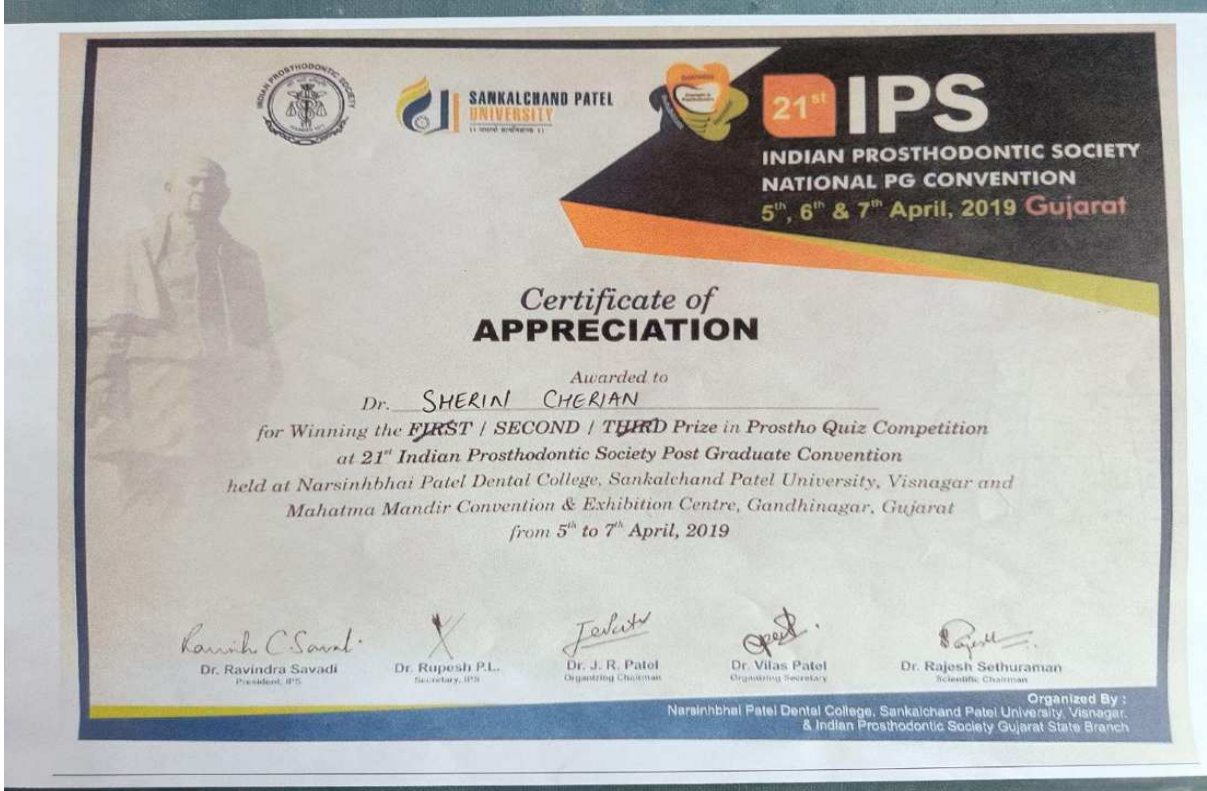 INDIAN PROSTHODONTIC SOCIETY
SANKALCHAND PATEL
UNIVERSITY
21st IPS
INDIAN PROSTHODONTIC SOCIETY
NATIONAL PG CONVENTION
5th, 6th & 7th April, 2019 Gujarat
Certificate of
APPRECIATION
Awarded to
Dr. SHERIN CHERIAN
for Winning the FIRST / SECOND / THIRD Prize in Prostho Quiz Competition
at 21st Indian Prosthodontic Society Post Graduate Convention
held at Narsinhbhai Patel Dental College, Sankalchand Patel University, Visnagar and
Mahatma Mandir Convention & Exhibition Centre, Gandhinagar, Gujarat
from 5th to 7th April, 2019
Dr. Ravindra Savadi
President, IPS
Dr. Rupesh P.L.
Secretary, IPS
Dr. J. R. Patel
Organizing Chairman
Dr. Vilas Patel
Organizing Secretary
Dr. Rajesh Sethuraman
Scientific Chairman
Organized By :
Narsinhbhai Patel Dental College, Sankalchand Patel University, Visnagar.
& Indian Prosthodontic Society Gujarat State Branch